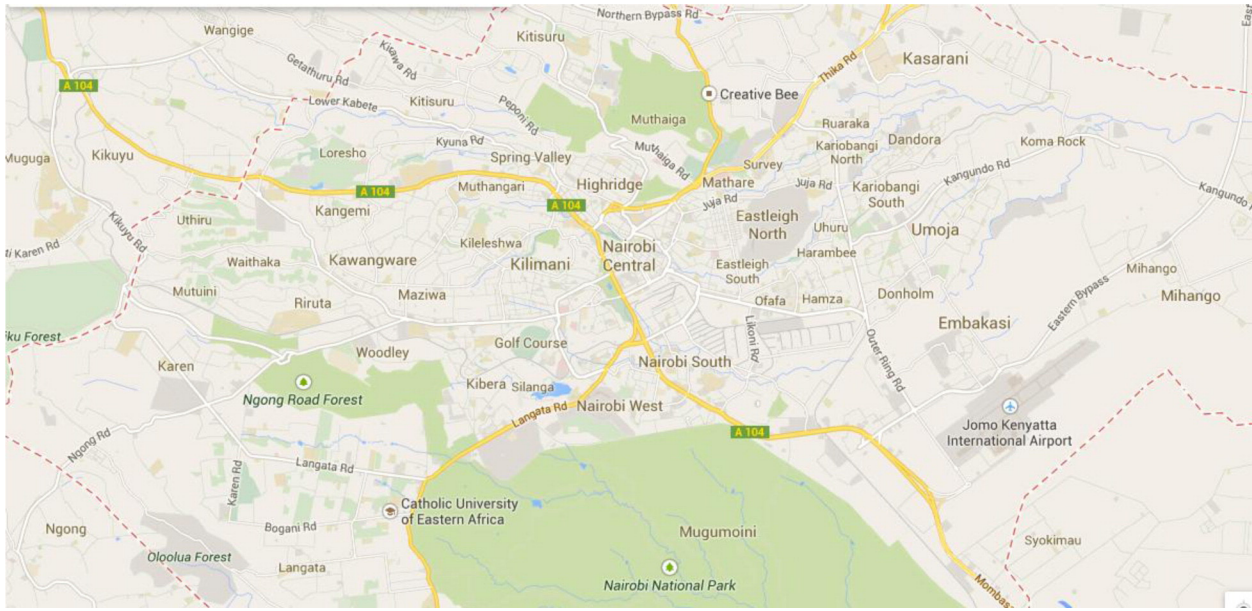 Northern Bypass Rd
Wangige
Kitisuru
Thika Rd
Kasarani
Getathuru Rd
A 104
Creative Bee
Lower Kabete
Kitisuru
Peponi Rd
Muthaiga
Ruaraka
Dandora
Koma Rock
Muguga
Kikuyu
Loresho
Kyuna Rd
Spring Valley
Muthaiga Rd
Survey
Kariobangi
North
Kangundo Rd
A 104
Muthangari
Highridge
Mathare
Juja Rd
Kariobangi
South
Kangundo R
A 104
Juja Rd
Kangemi
Uthiru
Kikuyu Rd
Eastleigh
North
Uhuru
Umoja
ti Karen Rd
Kileleshwa
Nairobi
Central
Harambee
Waithaka
Kawangware
Kilimani
Eastleigh
South
Mihango
Mutuini
Riruta
Maziwa
Ofafa
Hamza
Donholm
Mihango
Eastern Bypass
Embakasi
Likoni Rd
iku Forest
Golf Course
Woodley
Nairobi South
Outer Ring Rd
Karen
Kibera
Silanga
Ngong Road Forest
Langata Rd
Nairobi West
Jomo Kenyatta
International Airport
A 104
Ngong Rd
Langata Rd
Karen Rd
Catholic University
of Eastern Africa
Bogani Rd
Ngong
Mugumoini
Syokimau
Oloolua Forest
Langata
Nairobi National Park
Mombasa